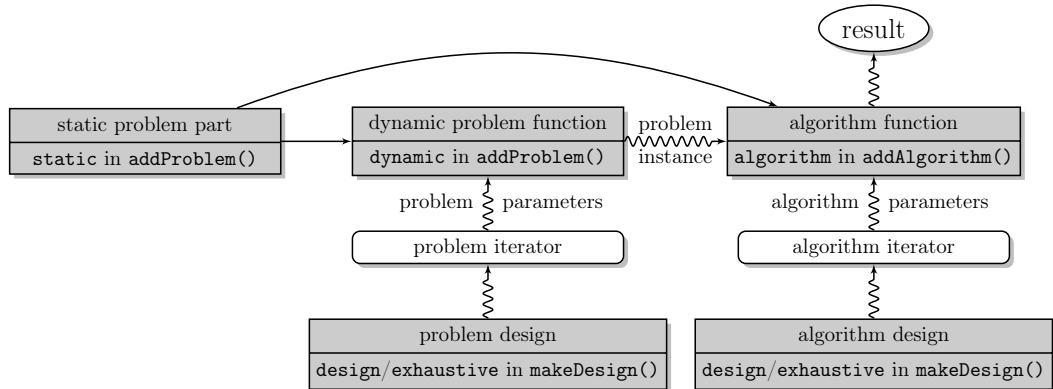 result
static problem part
static in addProblem()
dynamic problem function
dynamic in addProblem()
problem
instance
algorithm function
algorithm in addAlgorithm()
problem parameters
algorithm parameters
problem iterator
algorithm iterator
problem design
design/exhaustive in makeDesign()
algorithm design
design/exhaustive in makeDesign()